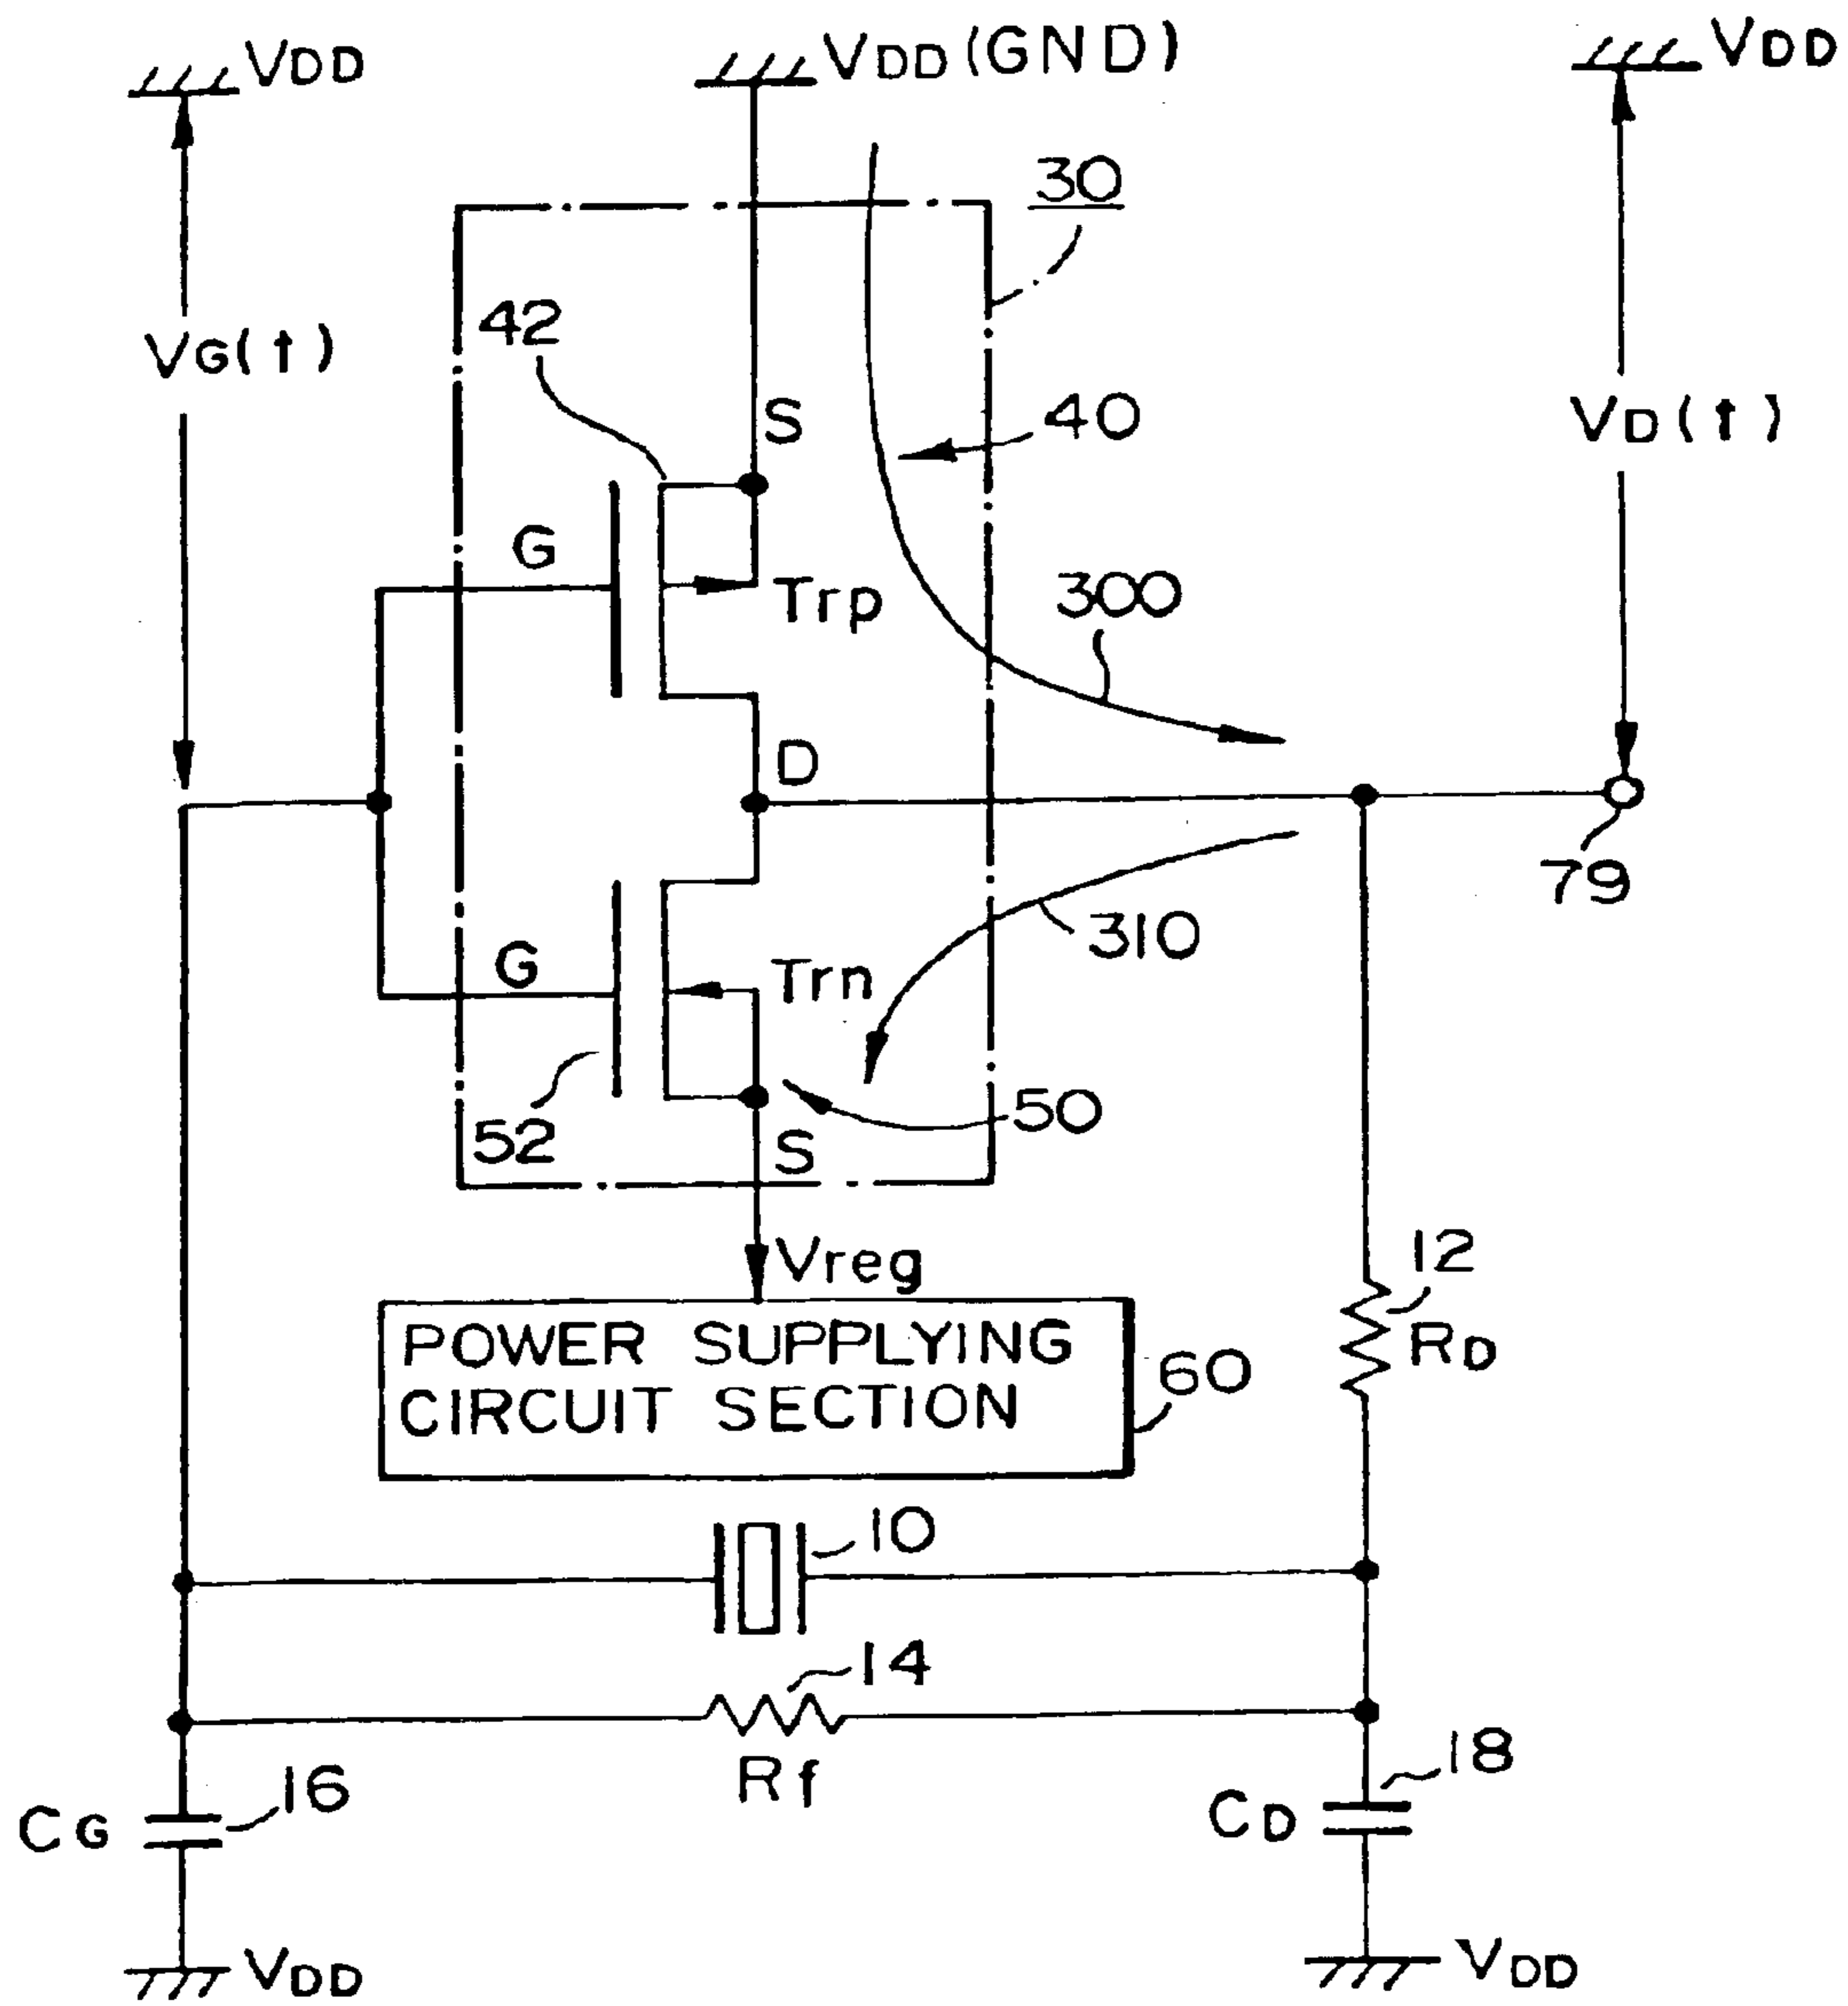 VDD
VDD (GND)
VDD
30
42
VG(t)
S
40
VD(t)
G
Trp
300
D
79
310
G
Trn
52
S
50
Vreg
12
POWER SUPPLYING
CIRCUIT SECTION
60
RD
10
14
Rf
16
18
CG
CD
VDD
VDD